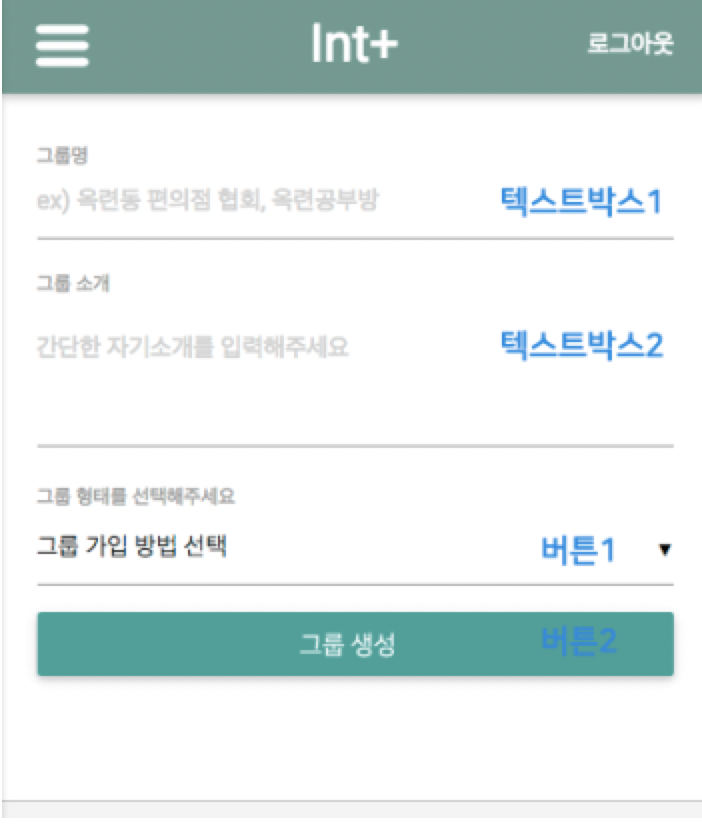 Int+ 로그아웃
그룹명
ex) 옥련동 편의점 협회, 옥련공부방 텍스트박스1
그룹 소개
간단한 자기소개를 입력해주세요 텍스트박스2
그룹 형태를 선택해주세요
그룹 가입 방법 선택 버튼1 ▼
그룹 생성 버튼2